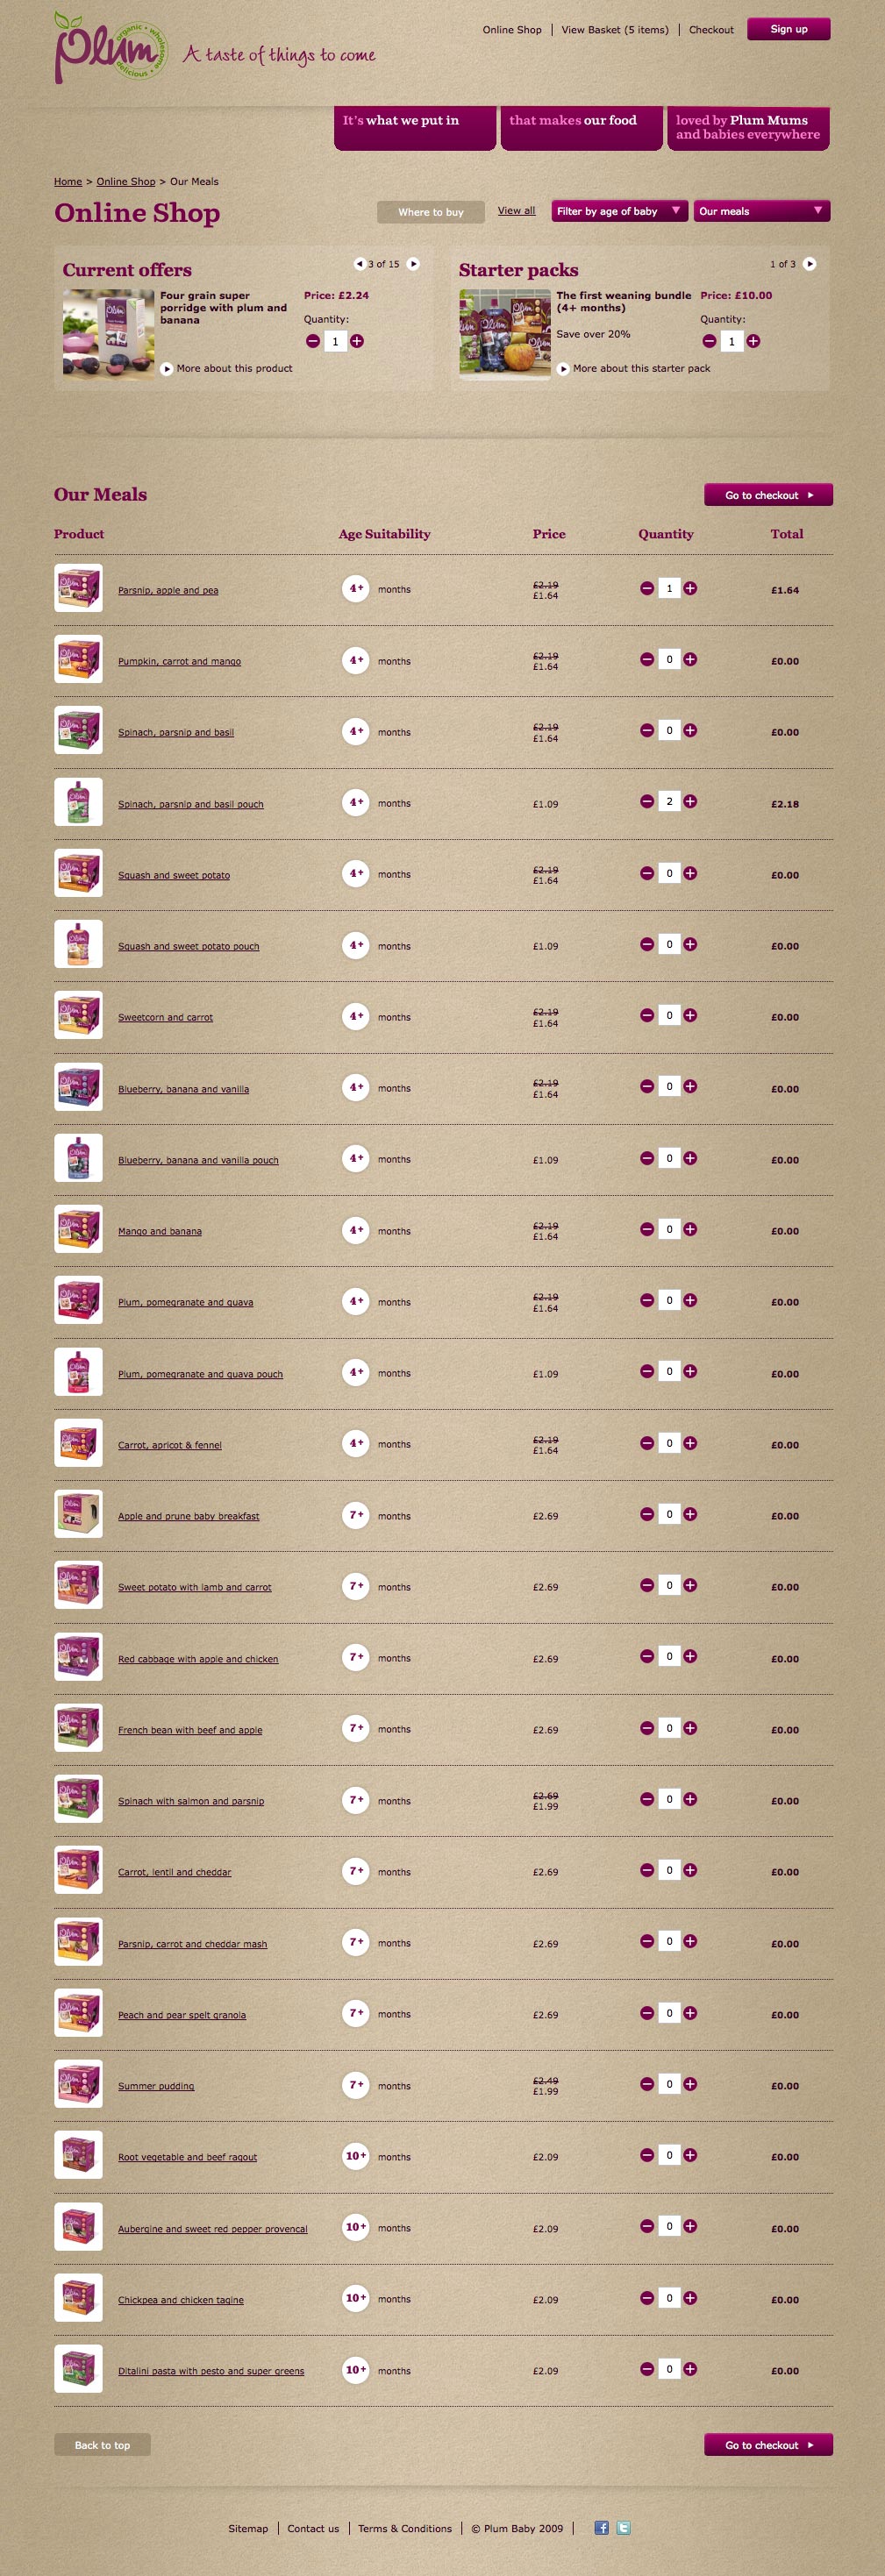 plum
organic • wholesome • delicious
A taste of things to come
Online Shop | View Basket (5 items) | Checkout
Sign up
It's what we put in
that makes our food
loved by Plum Mums
and babies everywhere
Home > Online Shop > Our Meals
Online Shop
Where to buy
View all
Filter by age of baby
Our meals
Current offers
3 of 15
Four grain super
porridge with plum and
banana
Price: £2.24
Quantity:
1
More about this product
Starter packs
1 of 3
The first weaning bundle
(4+ months)
Save over 20%
Price: £10.00
Quantity:
1
More about this starter pack
Our Meals
Go to checkout
Product Age Suitability Price Quantity Total
Parsnip, apple and pea 4+ months £2.19 £1.64 1 £1.64
Pumpkin, carrot and mango 4+ months £2.19 £1.64 0 £0.00
Spinach, parsnip and basil 4+ months £2.19 £1.64 0 £0.00
Spinach, parsnip and basil pouch 4+ months £1.09 2 £2.18
Squash and sweet potato 4+ months £2.19 £1.64 0 £0.00
Squash and sweet potato pouch 4+ months £1.09 0 £0.00
Sweetcorn and carrot 4+ months £2.19 £1.64 0 £0.00
Blueberry, banana and vanilla 4+ months £2.19 £1.64 0 £0.00
Blueberry, banana and vanilla pouch 4+ months £1.09 0 £0.00
Mango and banana 4+ months £2.19 £1.64 0 £0.00
Plum, pomegranate and guava 4+ months £2.19 £1.64 0 £0.00
Plum, pomegranate and guava pouch 4+ months £1.09 0 £0.00
Carrot, apricot & fennel 4+ months £2.19 £1.64 0 £0.00
Apple and prune baby breakfast 7+ months £2.69 0 £0.00
Sweet potato with lamb and carrot 7+ months £2.69 0 £0.00
Red cabbage with apple and chicken 7+ months £2.69 0 £0.00
French bean with beef and apple 7+ months £2.69 0 £0.00
Spinach with salmon and parsnip 7+ months £2.69 £1.99 0 £0.00
Carrot, lentil and cheddar 7+ months £2.69 0 £0.00
Parsnip, carrot and cheddar mash 7+ months £2.69 0 £0.00
Peach and pear spelt granola 7+ months £2.69 0 £0.00
Summer pudding 7+ months £2.49 £1.99 0 £0.00
Root vegetable and beef ragout 10+ months £2.09 0 £0.00
Aubergine and sweet red pepper provencal 10+ months £2.09 0 £0.00
Chickpea and chicken tagine 10+ months £2.09 0 £0.00
Ditalini pasta with pesto and super greens 10+ months £2.09 0 £0.00
Back to top
Go to checkout
Sitemap | Contact us | Terms & Conditions | © Plum Baby 2009 |